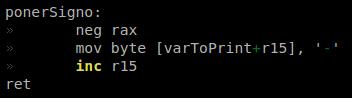 ponerSigno:
»       neg rax
»       mov byte [varToPrint+r15], '-'
»       inc r15
ret